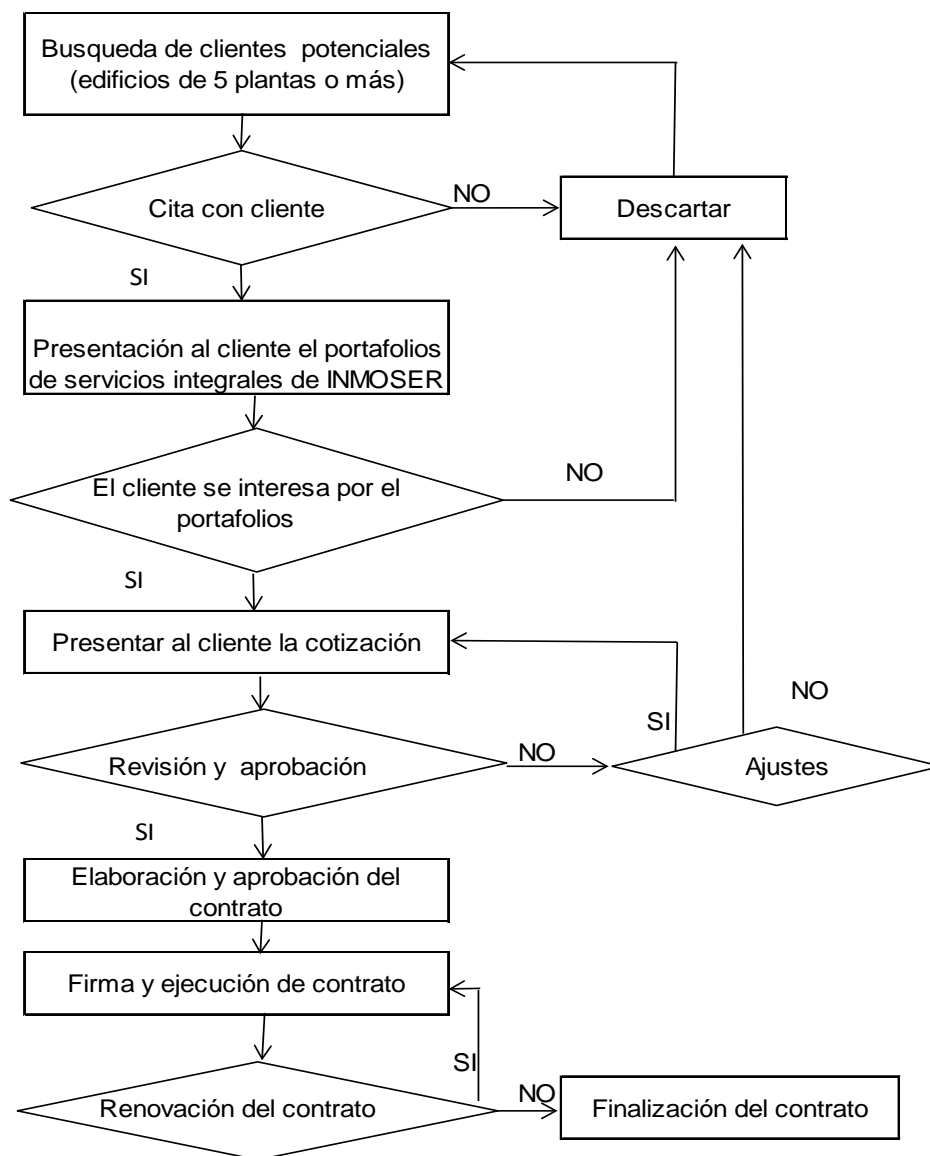 Busqueda de clientes potenciales
(edificios de 5 plantas o más)
NO
Cita con cliente
Descartar
SI
Presentación al cliente el portafolios
de servicios integrales de INMOSER
NO
El cliente se interesa por el
portafolios
SI
Presentar al cliente la cotización
NO
SI
NO
Revisión y aprobación
Ajustes
SI
Elaboración y aprobación del
contrato
Firma y ejecución de contrato
SI
NO
Renovación del contrato
Finalización del contrato